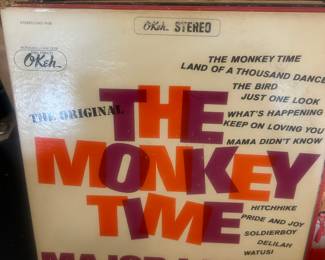 OKeh STEREO
OKeh
THE MONKEY TIME
LAND OF A THOUSAND DANCE
THE BIRD
JUST ONE LOOK
WHAT'S HAPPENING
KEEP ON LOVING YOU
MAMA DIDN'T KNOW
THE ORIGINAL
THE
MONKEY
TIME
HITCHHIKE
PRIDE AND JOY
SOLDIERBOY
DELILAH
WATUSI
MAJOR